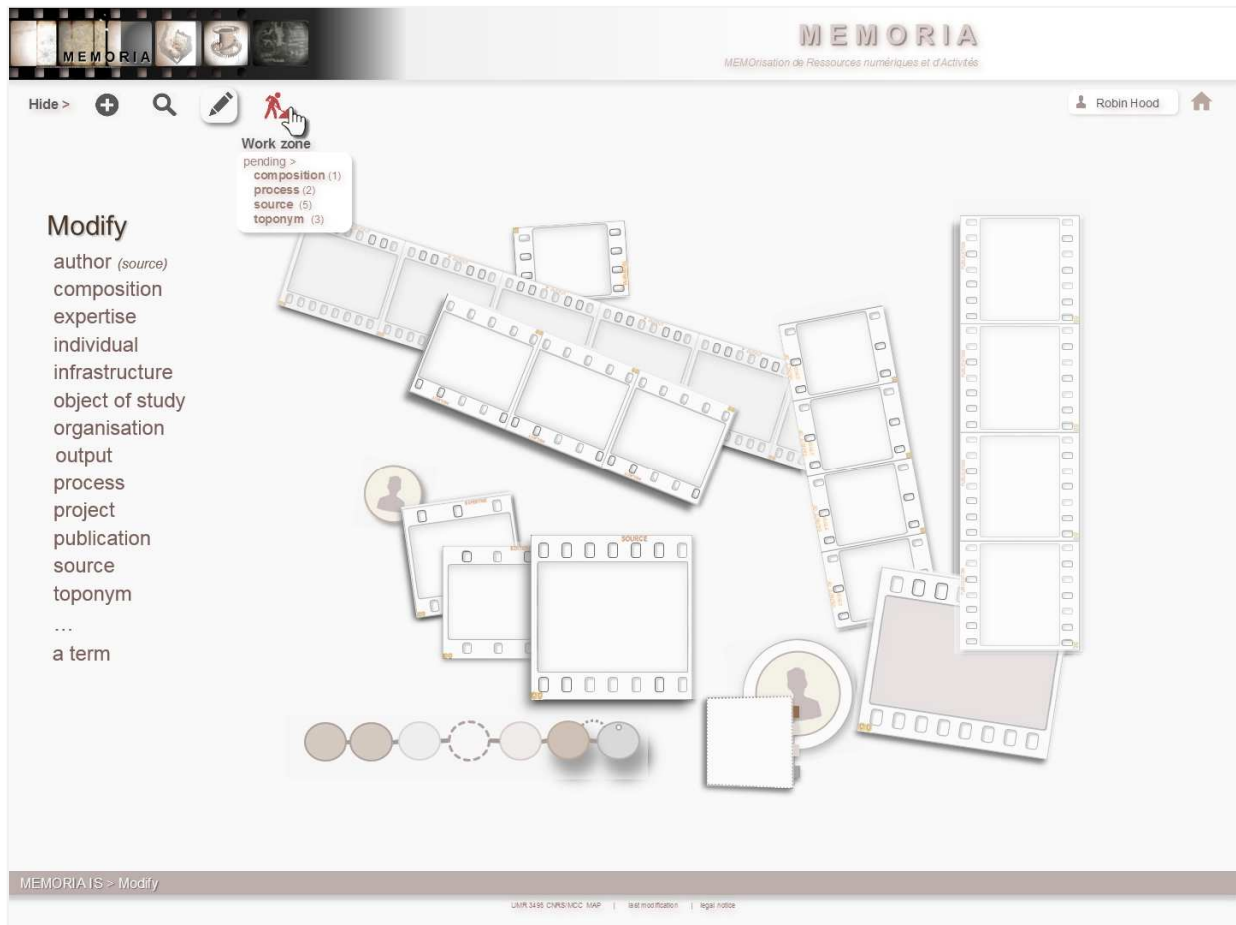 MEMORIA
MEMORIA
MEMOrisation de Ressources numériques et d'Activités
Hide >
Robin Hood
Work zone
pending >
composition (1)
process (2)
source (5)
toponym (3)
Modify
author (source)
composition
expertise
individual
infrastructure
object of study
organisation
output
process
project
publication
source
toponym
...
a term
SOURCE
MEMORIA IS > Modify
UMR 3495 CNRS/MCC MAP | last modification | legal notice